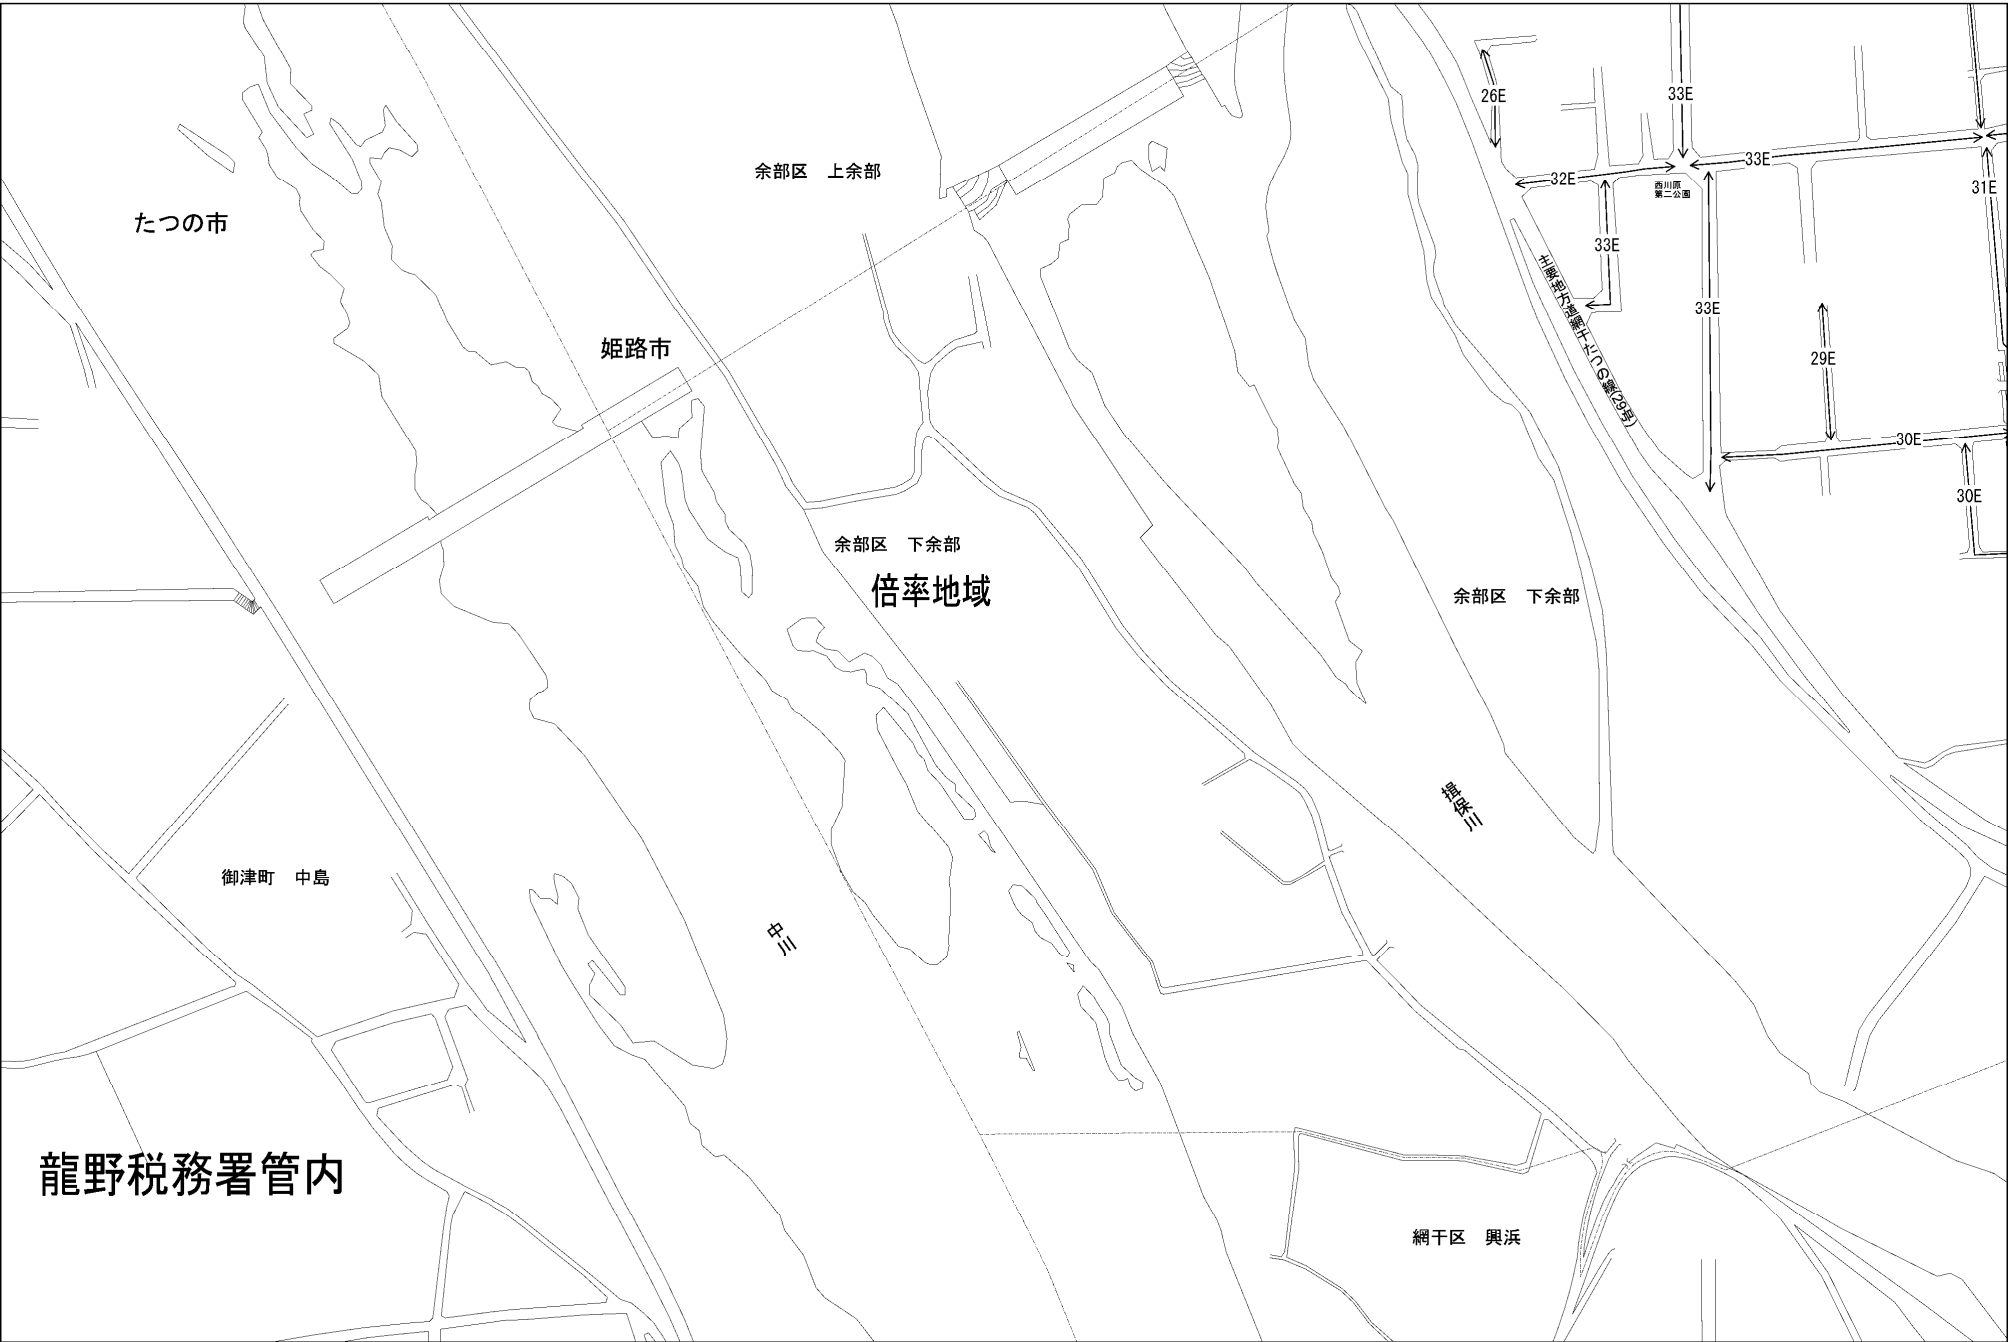 26E
33E
余部区　上余部
33E
32E
西川原
第二公園
31E
たつの市
33E
主要地方道網干たつの線(29号)
33E
姫路市
29E
30E
30E
余部区　下余部
倍率地域
余部区　下余部
揖保川
御津町　中島
中川
龍野税務署管内
網干区　興浜